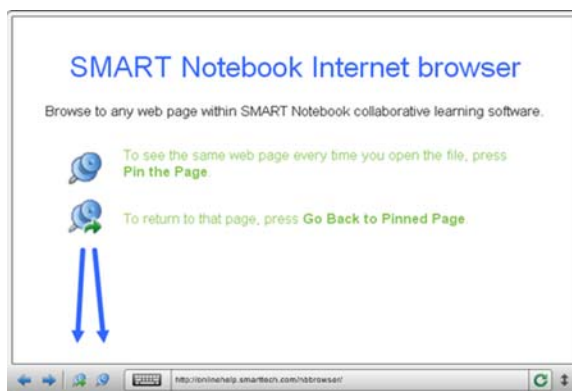 SMART Notebook Internet browser
Browse to any web page within SMART Notebook collaborative learning software.
To see the same web page every time you open the file, press
Pin the Page.
To return to that page, press Go Back to Pinned Page.
http://onlinehelp.smarttech.com/nbbrowser/